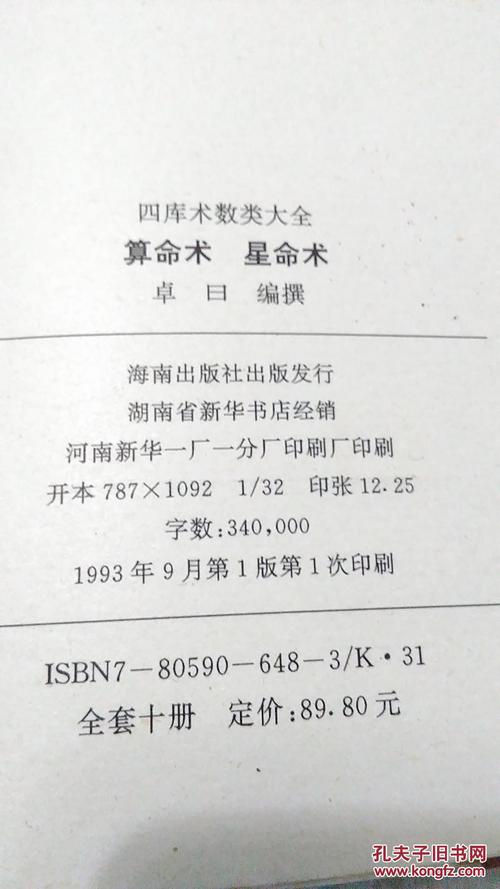 四库术数类大全
算命术 星命术
卓曰 编撰
海南出版社出版发行
湖南省新华书店经销
河南新华一厂一分厂印刷厂印刷
开本 787×1092 1/32 印张 12.25
字数:340,000
1993 年 9 月第 1 版第 1 次印刷
ISBN7-80590-648-3/K·31
全套十册 定价:89.80 元
孔夫子旧书网
www.kongfz.com